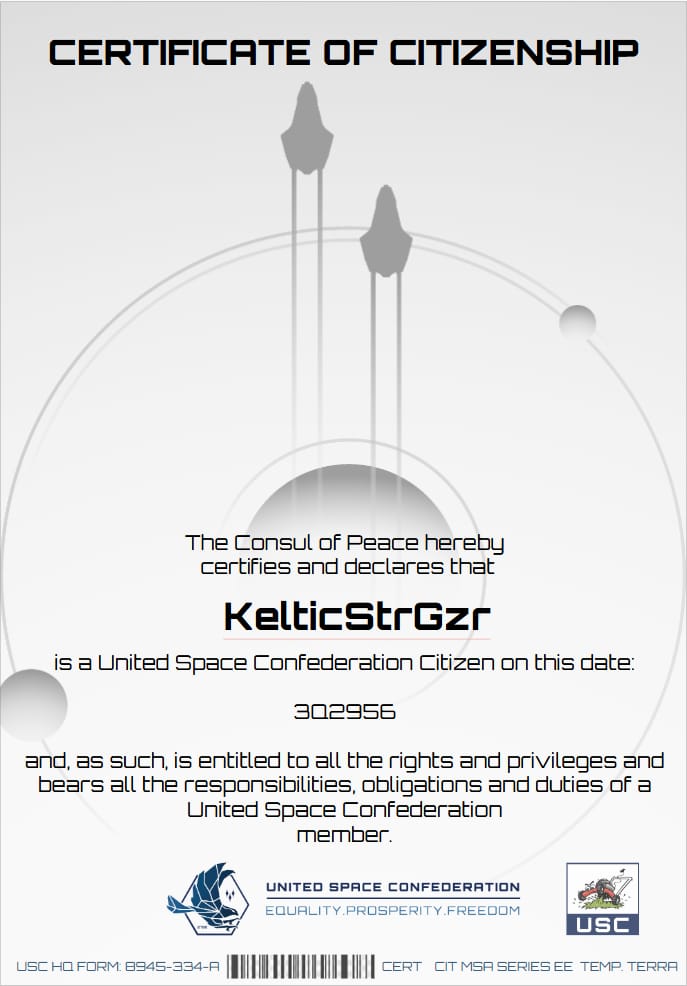 CERTIFICATE OF CITIZENSHIP
The Consul of Peace hereby
certifies and declares that
KelticStrGzr
is a United Space Confederation Citizen on this date:
3Q2956
and, as such, is entitled to all the rights and privileges and
bears all the responsibilities, obligations and duties of a
United Space Confederation
member.
UNITED SPACE CONFEDERATION
EQUALITY.PROSPERITY.FREEDOM
USC
USC HQ FORM: 8945-334-A CERT CIT MSA SERIES EE TEMP. TERRA